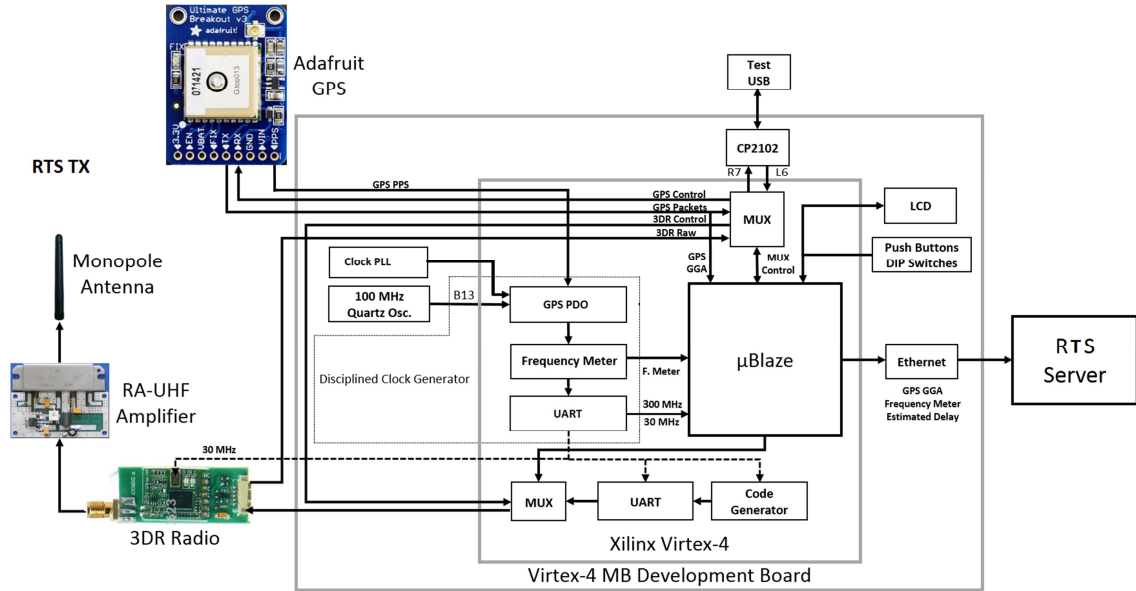 Ultimate GPS
Breakout v3
adafruit!
FIX
071421
G.top013
3.3V
EN
VBAT
FIX
TX
RX
GND
VIN
PPS
Adafruit
GPS
RTS TX
Monopole
Antenna
RA-UHF
Amplifier
3DR Radio
Test
USB
CP2102
R7
L6
GPS PPS
GPS Control
GPS Packets
3DR Control
3DR Raw
MUX
LCD
Push Buttons
DIP Switches
GPS
GGA
MUX
Control
Clock PLL
100 MHz
Quartz Osc.
B13
GPS PDO
Frequency Meter
F. Meter
Disciplined Clock Generator
UART
300 MHz
30 MHz
µBlaze
Ethernet
GPS GGA
Frequency Meter
Estimated Delay
RTS
Server
30 MHz
MUX
UART
Code
Generator
Xilinx Virtex-4
Virtex-4 MB Development Board